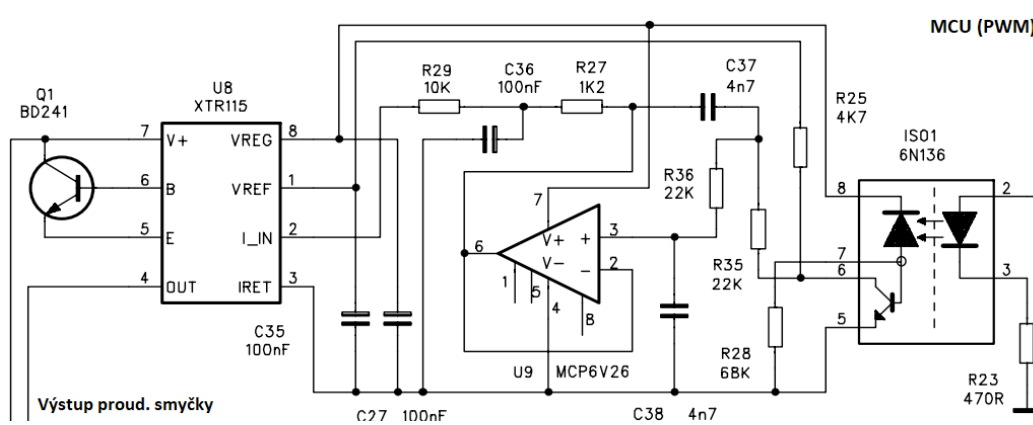 MCU (PWM)
Q1
BD241
U8
XTR115
R29
10K
C36
100nF
R27
1K2
C37
4n7
R25
4K7
ISO1
6N136
7
V+
VREG
8
VREF
1
6
B
I_IN
2
5
E
4
OUT
IRET
3
R36
22K
R35
22K
7
V+
V-
+
-
3
2
6
1
5
4
8
8
7
6
5
2
3
C35
100nF
U9
MCP6V26
R28
68K
R23
470R
Výstup proud. smyčky
C27
100nF
C38
4n7